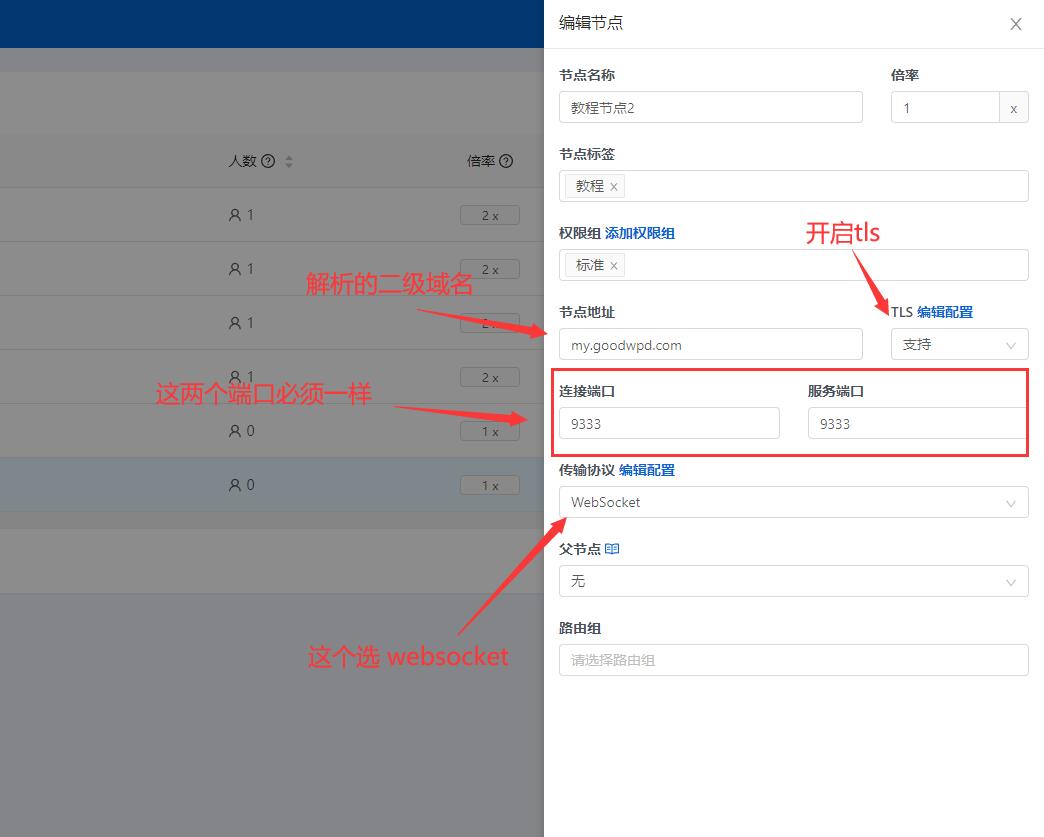 编辑节点
节点名称 倍率
教程节点2 1 x
节点标签
教程 x
权限组 添加权限组
标准 x
节点地址 TLS 编辑配置
my.goodwpd.com 支持
连接端口 服务端口
9333 9333
传输协议 编辑配置
WebSocket
父节点
无
路由组
请选择路由组
人数 倍率
1 2 x
1 2 x
1 2 x
1 2 x
0 1 x
0 1 x
开启tls
解析的二级域名
这两个端口必须一样
这个选 websocket